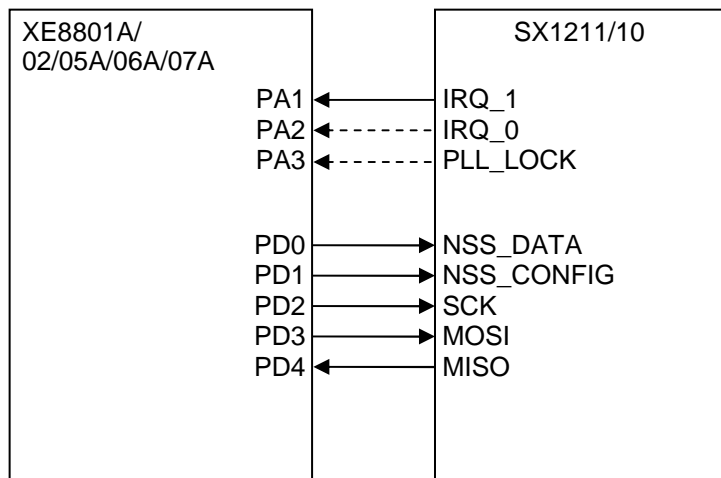 XE8801A/
02/05A/06A/07A
SX1211/10
PA1 IRQ_1
PA2 IRQ_0
PA3 PLL_LOCK
PD0 NSS_DATA
PD1 NSS_CONFIG
PD2 SCK
PD3 MOSI
PD4 MISO